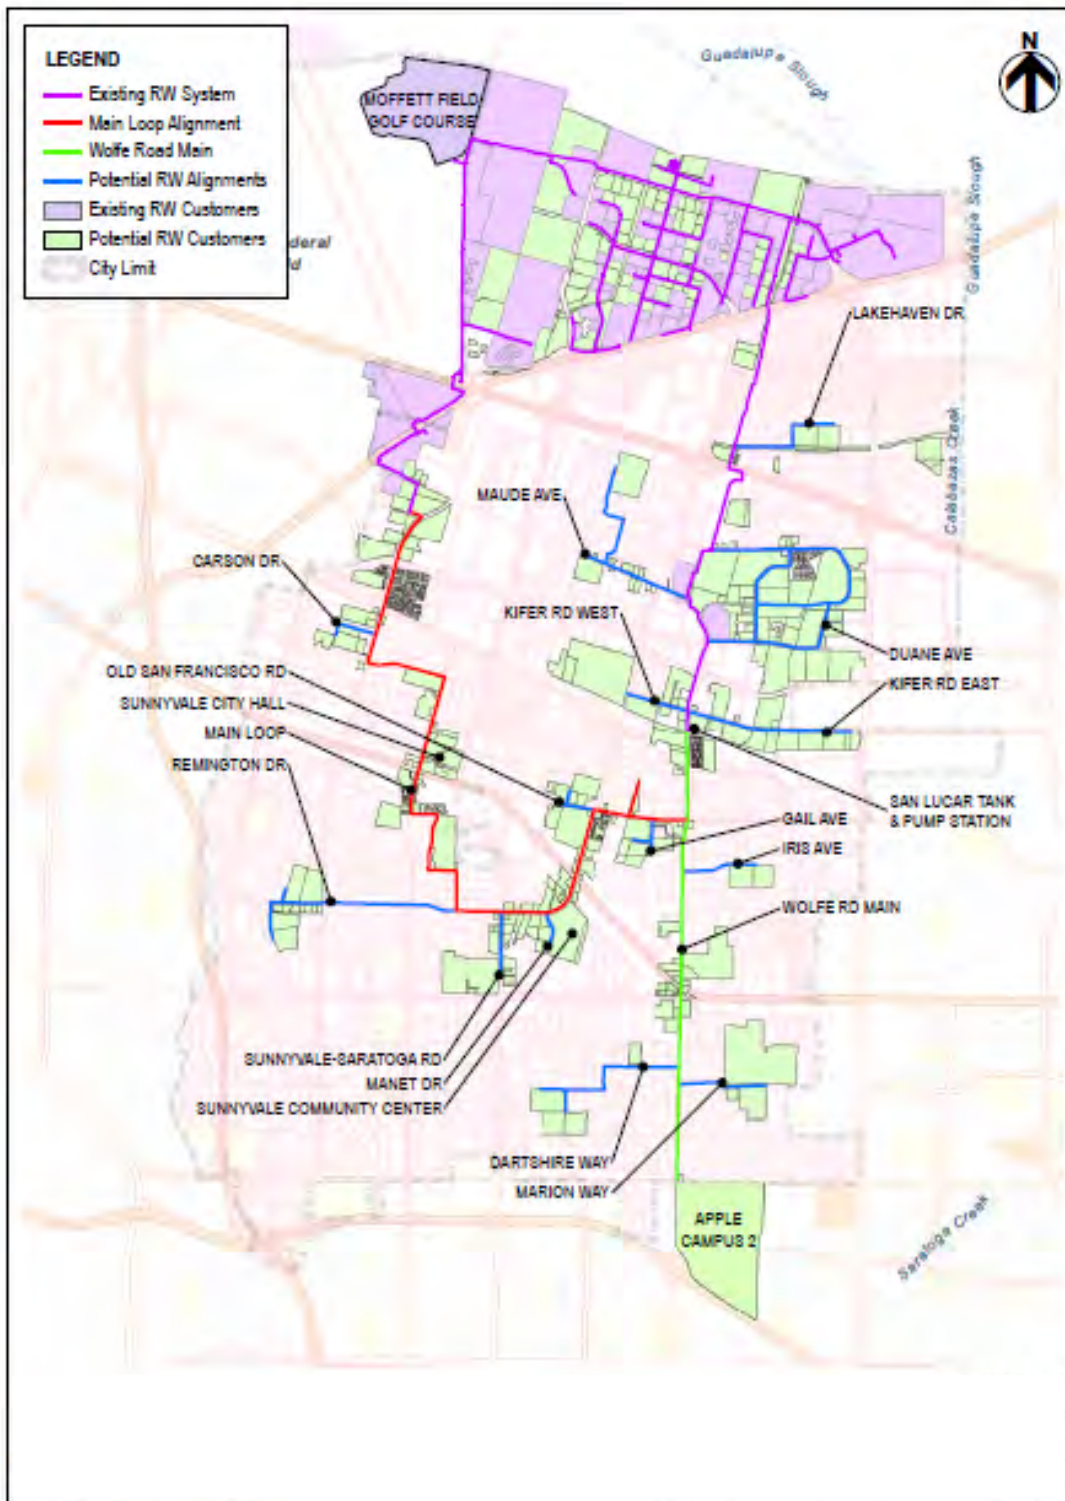 LEGEND
Existing RW System
Main Loop Alignment
Wolfe Road Main
Potential RW Alignments
Existing RW Customers
Potential RW Customers
City Limit
N
MOFFETT FIELD
GOLF COURSE
Guadalupe Slough
Guadalupe Slough
deral
ld
LAKEHAVEN DR
Calabazas Creek
MAUDE AVE
CARSON DR
KIFER RD WEST
DUANE AVE
OLD SAN FRANCISCO RD
KIFER RD EAST
SUNNYVALE CITY HALL
MAIN LOOP
REMINGTON DR
SAN LUCAR TANK
& PUMP STATION
GAIL AVE
IRIS AVE
WOLFE RD MAIN
SUNNYVALE-SARATOGA RD
MANET DR
SUNNYVALE COMMUNITY CENTER
DARTSHIRE WAY
MARION WAY
APPLE
CAMPUS 2
Saratoga Creek